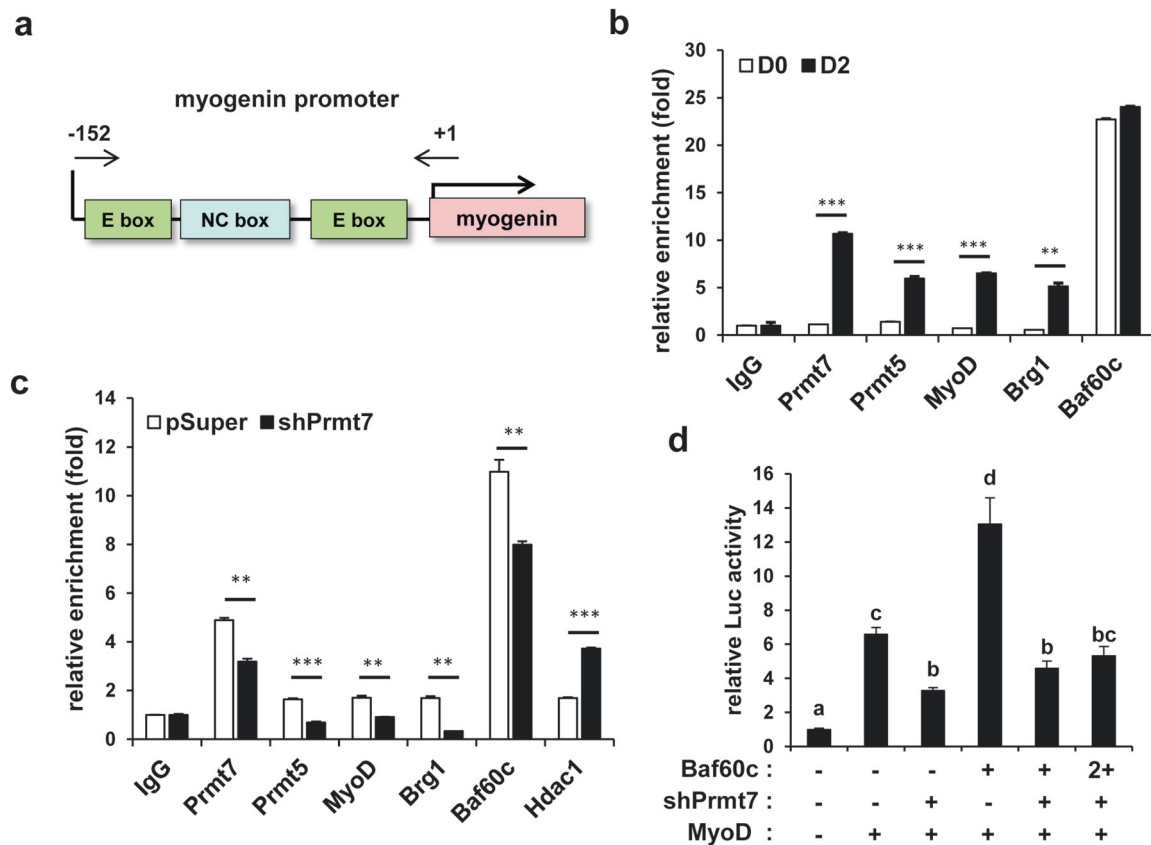 a
myogenin promoter
-152
+1
E box
NC box
E box
myogenin
b
relative enrichment (fold)
30
25
20
15
10
5
0
D0
D2
***
***
***
**
IgG
Prmt7
Prmt5
MyoD
Brg1
Baf60c
c
relative enrichment (fold)
14
12
10
8
6
4
2
0
pSuper
shPrmt7
**
***
**
**
**
***
IgG
Prmt7
Prmt5
MyoD
Brg1
Baf60c
Hdac1
d
relative Luc activity
16
14
12
10
8
6
4
2
0
a
c
b
d
b
bc
Baf60c : - - - + + 2+
shPrmt7 : - - + - + +
MyoD : - + + + + +